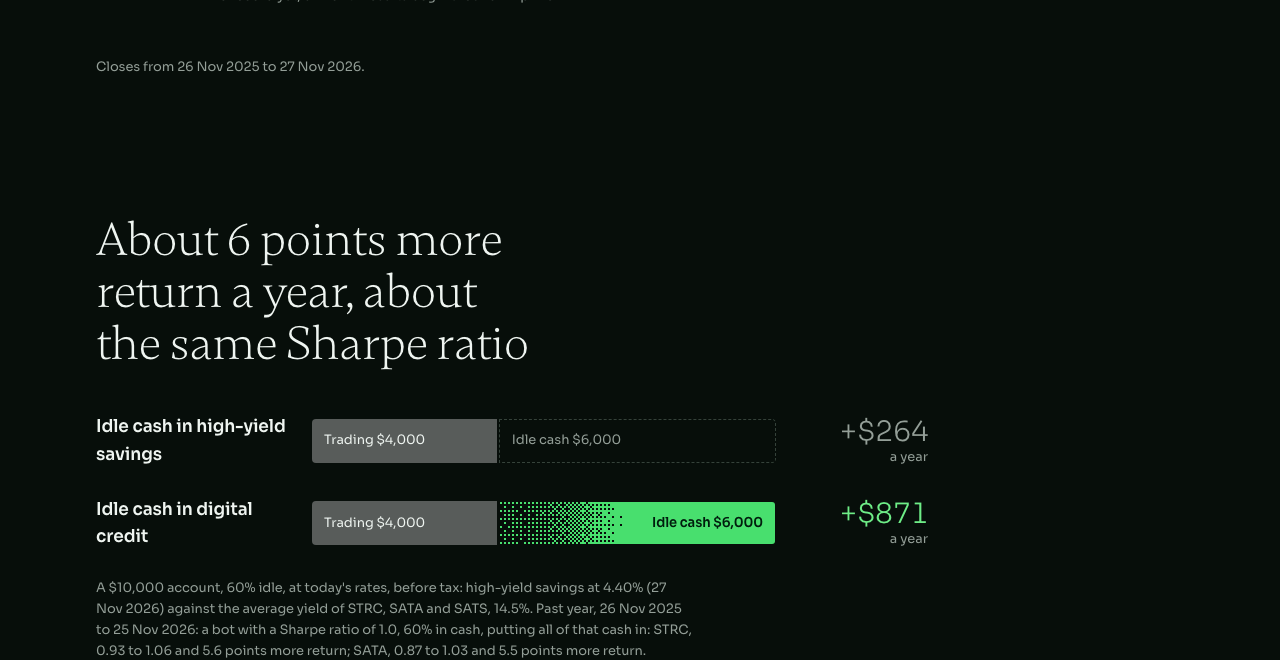 Closes from 26 Nov 2025 to 27 Nov 2026.
About 6 points more
return a year, about
the same Sharpe ratio
Idle cash in high-yield
savings
Trading $4,000
Idle cash $6,000
+$264
a year
Idle cash in digital
credit
Trading $4,000
Idle cash $6,000
+$871
a year
A $10,000 account, 60% idle, at today's rates, before tax: high-yield savings at 4.40% (27
Nov 2026) against the average yield of STRC, SATA and SATS, 14.5%. Past year, 26 Nov 2025
to 25 Nov 2026: a bot with a Sharpe ratio of 1.0, 60% in cash, putting all of that cash in: STRC,
0.93 to 1.06 and 5.6 points more return; SATA, 0.87 to 1.03 and 5.5 points more return.